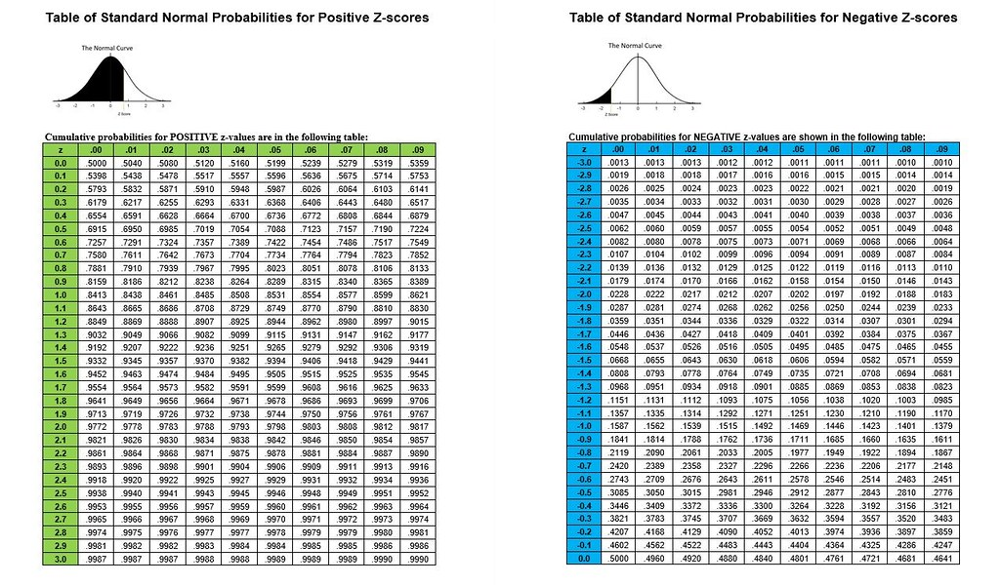 Table of Standard Normal Probabilities for Positive Z-scores
The Normal Curve
-3 -2 -1 0 1 2 3
Z Score
Cumulative probabilities for POSITIVE z-values are in the following table:
z .00 .01 .02 .03 .04 .05 .06 .07 .08 .09
0.0 .5000 .5040 .5080 .5120 .5160 .5199 .5239 .5279 .5319 .5359
0.1 .5398 .5438 .5478 .5517 .5557 .5596 .5636 .5675 .5714 .5753
0.2 .5793 .5832 .5871 .5910 .5948 .5987 .6026 .6064 .6103 .6141
0.3 .6179 .6217 .6255 .6293 .6331 .6368 .6406 .6443 .6480 .6517
0.4 .6554 .6591 .6628 .6664 .6700 .6736 .6772 .6808 .6844 .6879
0.5 .6915 .6950 .6985 .7019 .7054 .7088 .7123 .7157 .7190 .7224
0.6 .7257 .7291 .7324 .7357 .7389 .7422 .7454 .7486 .7517 .7549
0.7 .7580 .7611 .7642 .7673 .7704 .7734 .7764 .7794 .7823 .7852
0.8 .7881 .7910 .7939 .7967 .7995 .8023 .8051 .8078 .8106 .8133
0.9 .8159 .8186 .8212 .8238 .8264 .8289 .8315 .8340 .8365 .8389
1.0 .8413 .8438 .8461 .8485 .8508 .8531 .8554 .8577 .8599 .8621
1.1 .8643 .8665 .8686 .8708 .8729 .8749 .8770 .8790 .8810 .8830
1.2 .8849 .8869 .8888 .8907 .8925 .8944 .8962 .8980 .8997 .9015
1.3 .9032 .9049 .9066 .9082 .9099 .9115 .9131 .9147 .9162 .9177
1.4 .9192 .9207 .9222 .9236 .9251 .9265 .9279 .9292 .9306 .9319
1.5 .9332 .9345 .9357 .9370 .9382 .9394 .9406 .9418 .9429 .9441
1.6 .9452 .9463 .9474 .9484 .9495 .9505 .9515 .9525 .9535 .9545
1.7 .9554 .9564 .9573 .9582 .9591 .9599 .9608 .9616 .9625 .9633
1.8 .9641 .9649 .9656 .9664 .9671 .9678 .9686 .9693 .9699 .9706
1.9 .9713 .9719 .9726 .9732 .9738 .9744 .9750 .9756 .9761 .9767
2.0 .9772 .9778 .9783 .9788 .9793 .9798 .9803 .9808 .9812 .9817
2.1 .9821 .9826 .9830 .9834 .9838 .9842 .9846 .9850 .9854 .9857
2.2 .9861 .9864 .9868 .9871 .9875 .9878 .9881 .9884 .9887 .9890
2.3 .9893 .9896 .9898 .9901 .9904 .9906 .9909 .9911 .9913 .9916
2.4 .9918 .9920 .9922 .9925 .9927 .9929 .9931 .9932 .9934 .9936
2.5 .9938 .9940 .9941 .9943 .9945 .9946 .9948 .9949 .9951 .9952
2.6 .9953 .9955 .9956 .9957 .9959 .9960 .9961 .9962 .9963 .9964
2.7 .9965 .9966 .9967 .9968 .9969 .9970 .9971 .9972 .9973 .9974
2.8 .9974 .9975 .9976 .9977 .9977 .9978 .9979 .9979 .9980 .9981
2.9 .9981 .9982 .9982 .9983 .9984 .9984 .9985 .9985 .9986 .9986
3.0 .9987 .9987 .9987 .9988 .9988 .9989 .9989 .9989 .9990 .9990
Table of Standard Normal Probabilities for Negative Z-scores
The Normal Curve
-3 -2 -1 0 1 2 3
Z Score
Cumulative probabilities for NEGATIVE z-values are shown in the following table:
z .00 .01 .02 .03 .04 .05 .06 .07 .08 .09
-3.0 .0013 .0013 .0013 .0012 .0012 .0011 .0011 .0011 .0010 .0010
-2.9 .0019 .0018 .0018 .0017 .0016 .0016 .0015 .0015 .0014 .0014
-2.8 .0026 .0025 .0024 .0023 .0023 .0022 .0021 .0021 .0020 .0019
-2.7 .0035 .0034 .0033 .0032 .0031 .0030 .0029 .0028 .0027 .0026
-2.6 .0047 .0045 .0044 .0043 .0041 .0040 .0039 .0038 .0037 .0036
-2.5 .0062 .0060 .0059 .0057 .0055 .0054 .0052 .0051 .0049 .0048
-2.4 .0082 .0080 .0078 .0075 .0073 .0071 .0069 .0068 .0066 .0064
-2.3 .0107 .0104 .0102 .0099 .0096 .0094 .0091 .0089 .0087 .0084
-2.2 .0139 .0136 .0132 .0129 .0125 .0122 .0119 .0116 .0113 .0110
-2.1 .0179 .0174 .0170 .0166 .0162 .0158 .0154 .0150 .0146 .0143
-2.0 .0228 .0222 .0217 .0212 .0207 .0202 .0197 .0192 .0188 .0183
-1.9 .0287 .0281 .0274 .0268 .0262 .0256 .0250 .0244 .0239 .0233
-1.8 .0359 .0351 .0344 .0336 .0329 .0322 .0314 .0307 .0301 .0294
-1.7 .0446 .0436 .0427 .0418 .0409 .0401 .0392 .0384 .0375 .0367
-1.6 .0548 .0537 .0526 .0516 .0505 .0495 .0485 .0475 .0465 .0455
-1.5 .0668 .0655 .0643 .0630 .0618 .0606 .0594 .0582 .0571 .0559
-1.4 .0808 .0793 .0778 .0764 .0749 .0735 .0721 .0708 .0694 .0681
-1.3 .0968 .0951 .0934 .0918 .0901 .0885 .0869 .0853 .0838 .0823
-1.2 .1151 .1131 .1112 .1093 .1075 .1056 .1038 .1020 .1003 .0985
-1.1 .1357 .1335 .1314 .1292 .1271 .1251 .1230 .1210 .1190 .1170
-1.0 .1587 .1562 .1539 .1515 .1492 .1469 .1446 .1423 .1401 .1379
-0.9 .1841 .1814 .1788 .1762 .1736 .1711 .1685 .1660 .1635 .1611
-0.8 .2119 .2090 .2061 .2033 .2005 .1977 .1949 .1922 .1894 .1867
-0.7 .2420 .2389 .2358 .2327 .2296 .2266 .2236 .2206 .2177 .2148
-0.6 .2743 .2709 .2676 .2643 .2611 .2578 .2546 .2514 .2483 .2451
-0.5 .3085 .3050 .3015 .2981 .2946 .2912 .2877 .2843 .2810 .2776
-0.4 .3446 .3409 .3372 .3336 .3300 .3264 .3228 .3192 .3156 .3121
-0.3 .3821 .3783 .3745 .3707 .3669 .3632 .3594 .3557 .3520 .3483
-0.2 .4207 .4168 .4129 .4090 .4052 .4013 .3974 .3936 .3897 .3859
-0.1 .4602 .4562 .4522 .4483 .4443 .4404 .4364 .4325 .4286 .4247
0.0 .5000 .4960 .4920 .4880 .4840 .4801 .4761 .4721 .4681 .4641